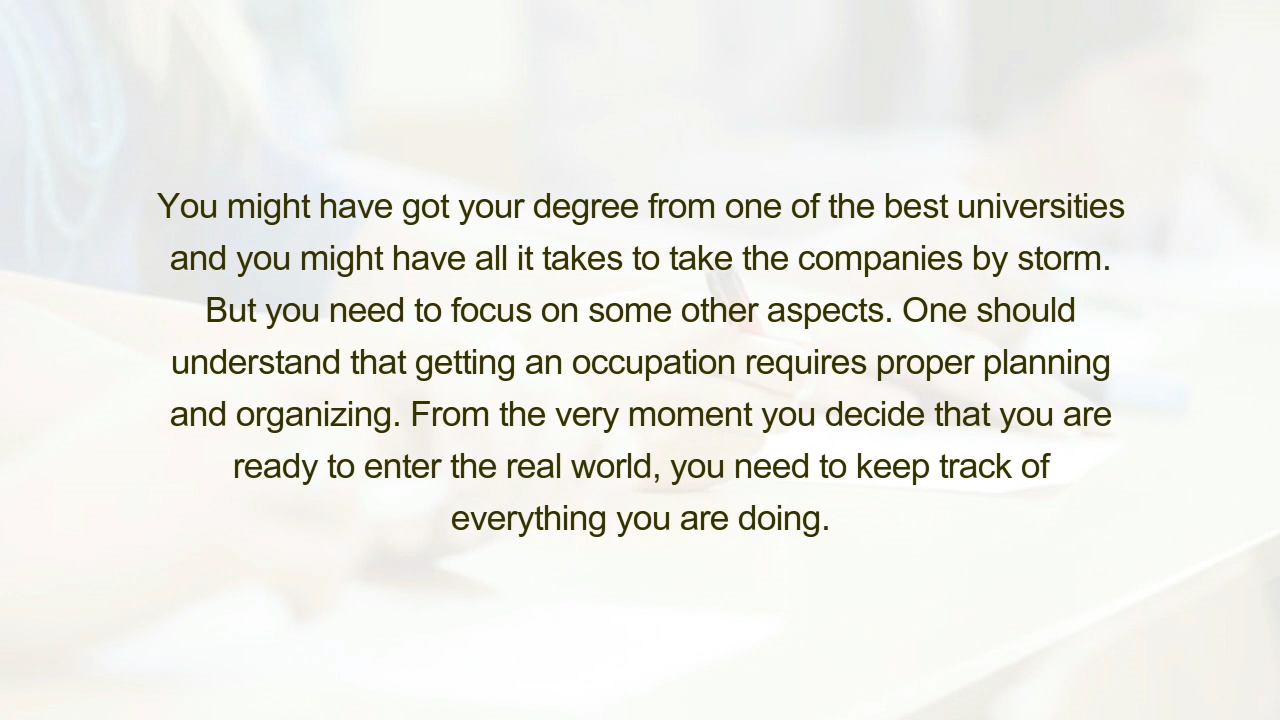 You might have got your degree from one of the best universities
and you might have all it takes to take the companies by storm.
But you need to focus on some other aspects. One should
understand that getting an occupation requires proper planning
and organizing. From the very moment you decide that you are
ready to enter the real world, you need to keep track of
everything you are doing.